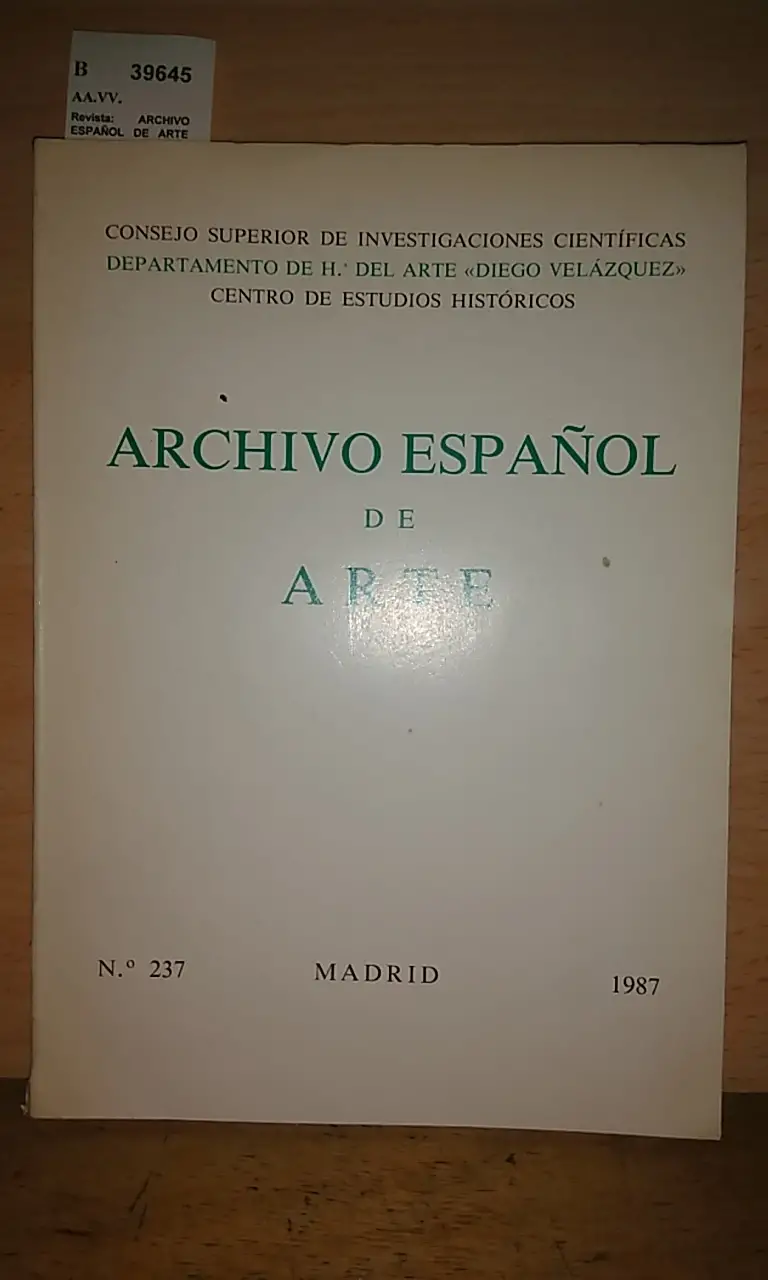 B 39645
AA.VV.
Revista: ARCHIVO
ESPAÑOL DE ARTE
CONSEJO SUPERIOR DE INVESTIGACIONES CIENTÍFICAS
DEPARTAMENTO DE H.ª DEL ARTE «DIEGO VELÁZQUEZ»
CENTRO DE ESTUDIOS HISTÓRICOS
ARCHIVO ESPAÑOL
DE
ARTE
N.º 237 MADRID 1987